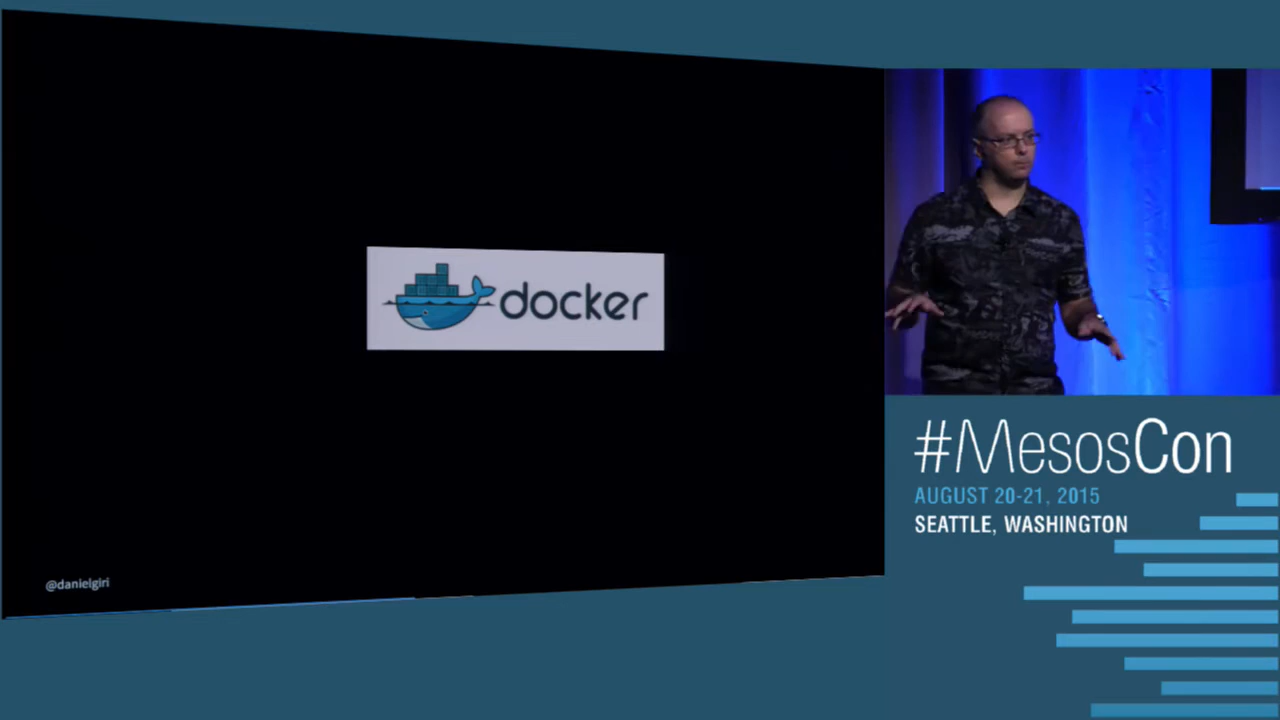 docker
@danielgiri
#MesosCon
AUGUST 20-21, 2015
SEATTLE, WASHINGTON